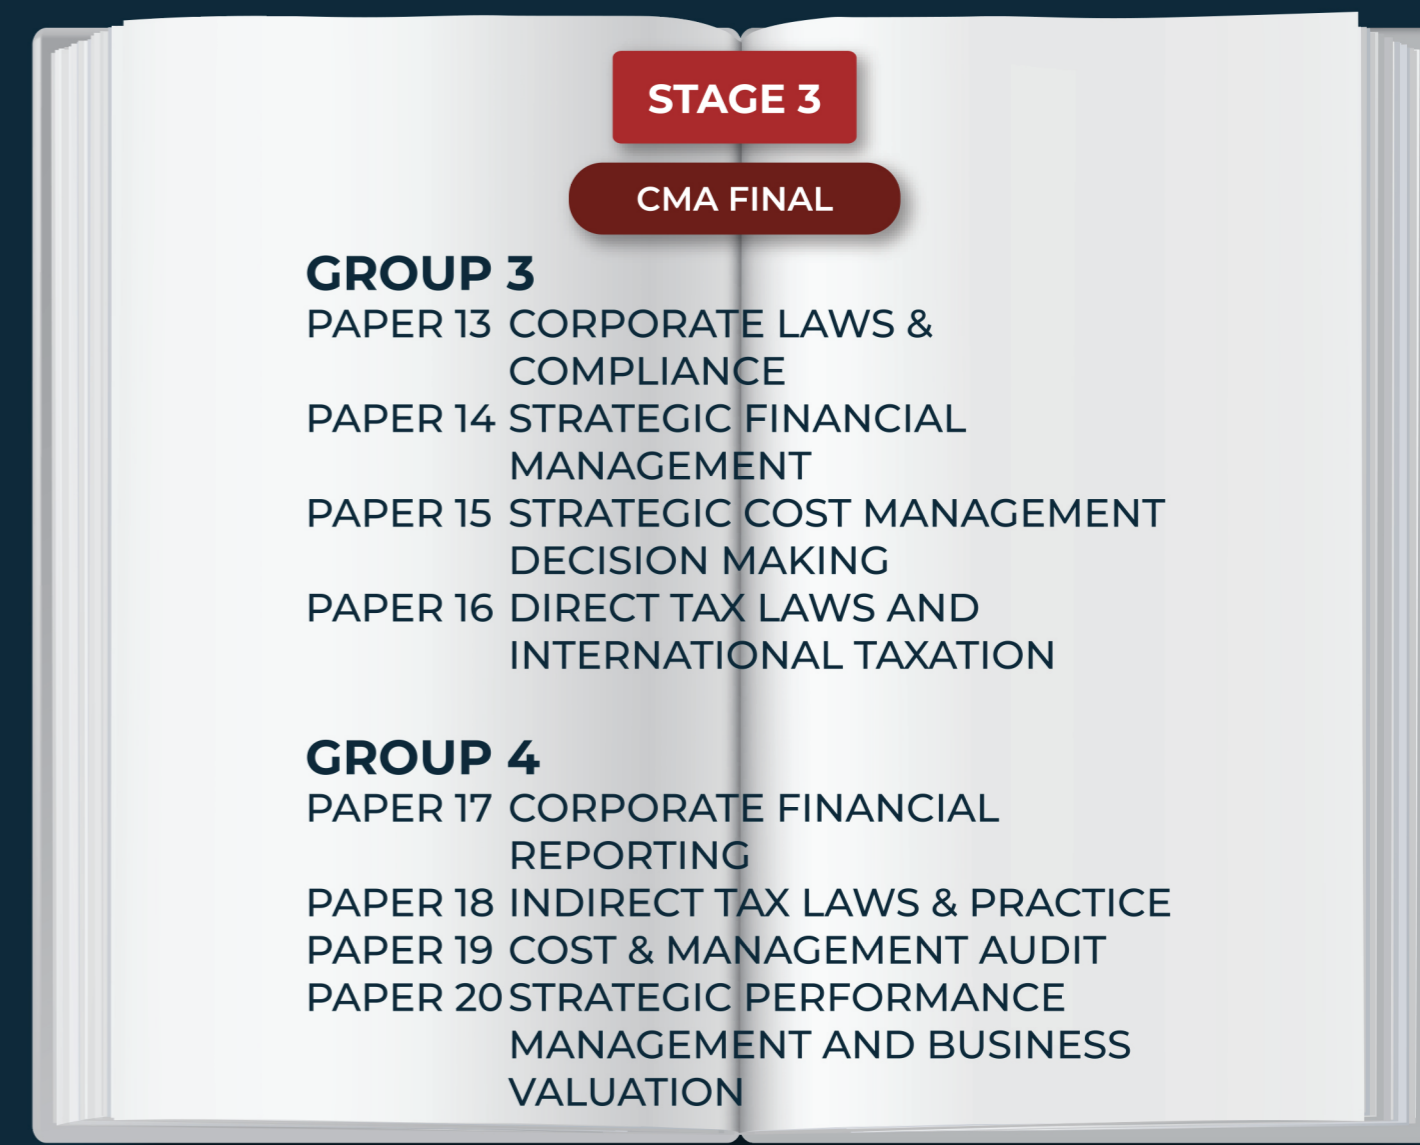 STAGE 3
CMA FINAL
GROUP 3
PAPER 13 CORPORATE LAWS &
COMPLIANCE
PAPER 14 STRATEGIC FINANCIAL
MANAGEMENT
PAPER 15 STRATEGIC COST MANAGEMENT
DECISION MAKING
PAPER 16 DIRECT TAX LAWS AND
INTERNATIONAL TAXATION
GROUP 4
PAPER 17 CORPORATE FINANCIAL
REPORTING
PAPER 18 INDIRECT TAX LAWS & PRACTICE
PAPER 19 COST & MANAGEMENT AUDIT
PAPER 20 STRATEGIC PERFORMANCE
MANAGEMENT AND BUSINESS
VALUATION